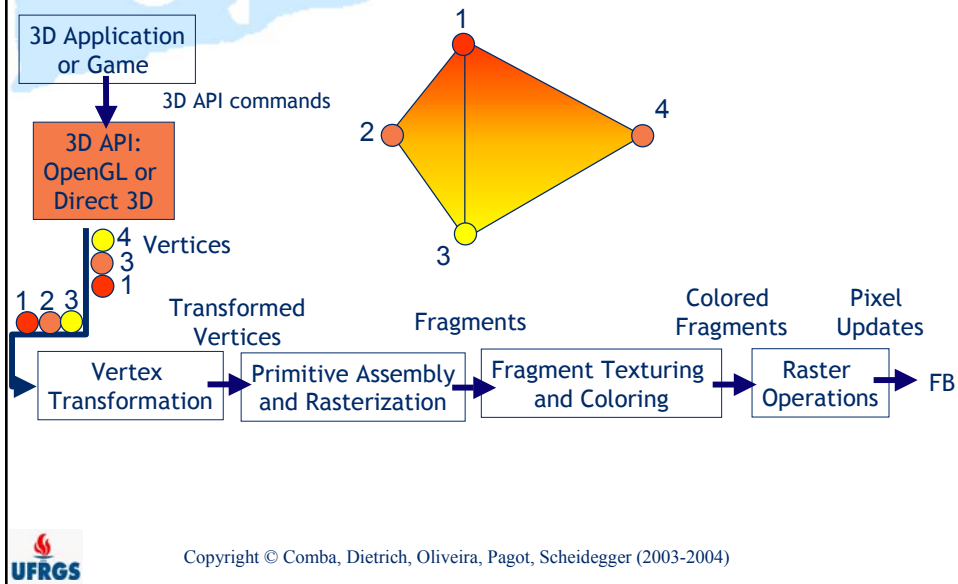 3D Application
or Game
3D API commands
3D API:
OpenGL or
Direct 3D
1
2
4
3
4
Vertices
3
1
1 2 3
Transformed
Vertices
Fragments
Colored
Fragments
Pixel
Updates
Vertex
Transformation
Primitive Assembly
and Rasterization
Fragment Texturing
and Coloring
Raster
Operations
FB
UFRGS
Copyright © Comba, Dietrich, Oliveira, Pagot, Scheidegger (2003-2004)